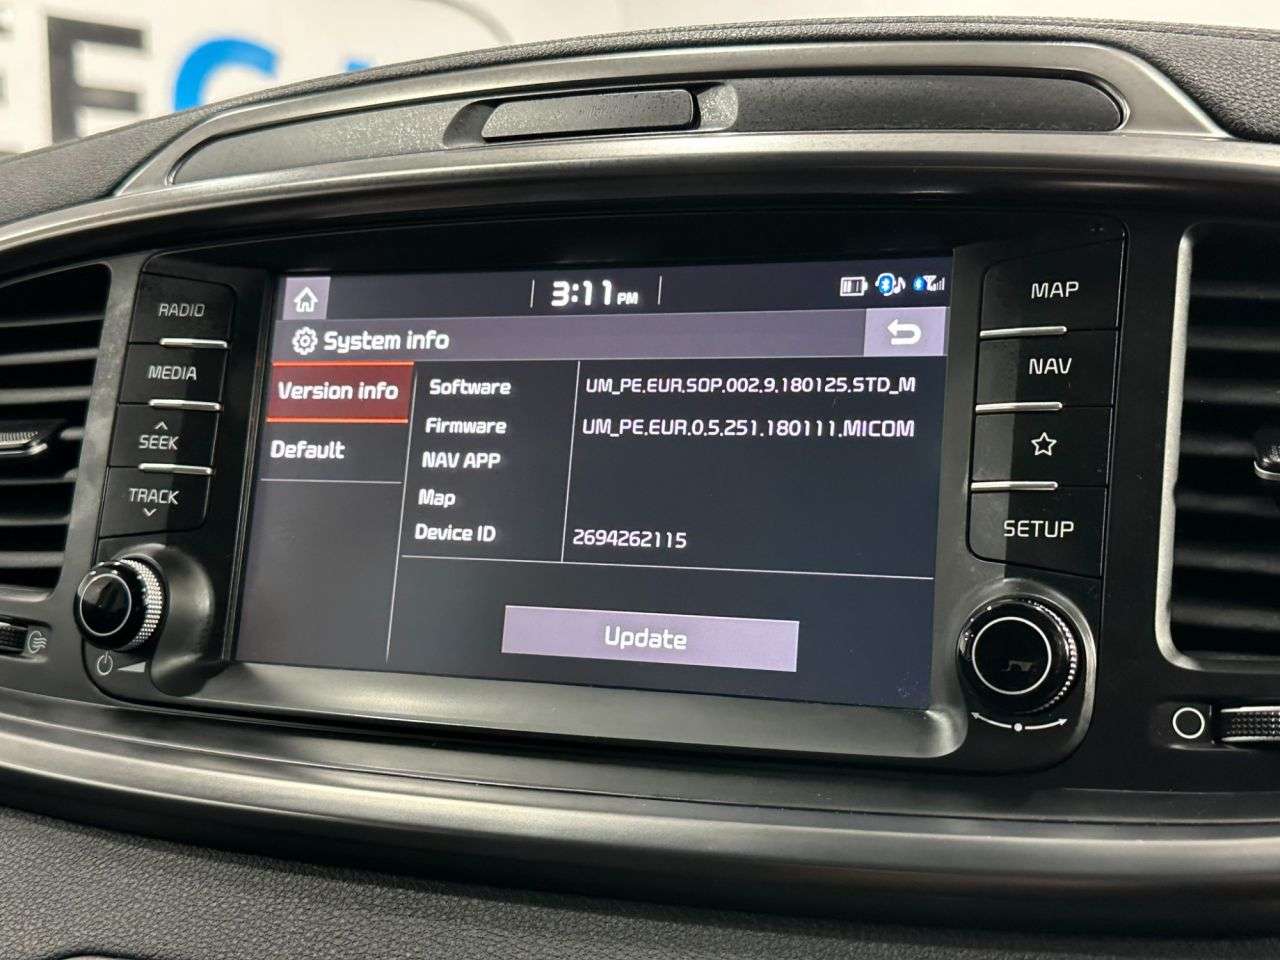 EC
3:11 PM
System info
Version info
Default
Software UM_PE.EUR.SOP.002.9.180125.STD_M
Firmware UM_PE.EUR.0.5.251.180111.MICOM
NAV APP
Map
Device ID 2694262115
Update
RADIO
MEDIA
SEEK
TRACK
MAP
NAV
SETUP